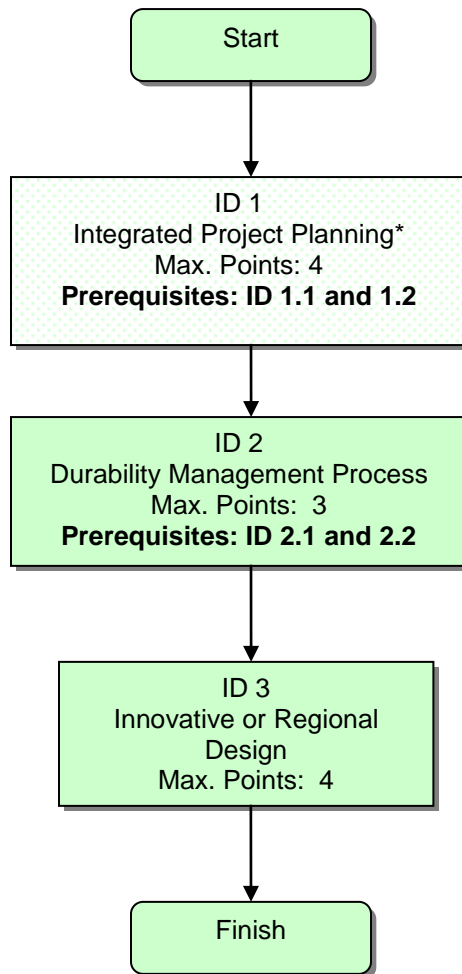 Start
ID 1
Integrated Project Planning*
Max. Points: 4
Prerequisites: ID 1.1 and 1.2
ID 2
Durability Management Process
Max. Points:  3
Prerequisites: ID 2.1 and 2.2
ID 3
Innovative or Regional
Design
Max. Points:  4
Finish